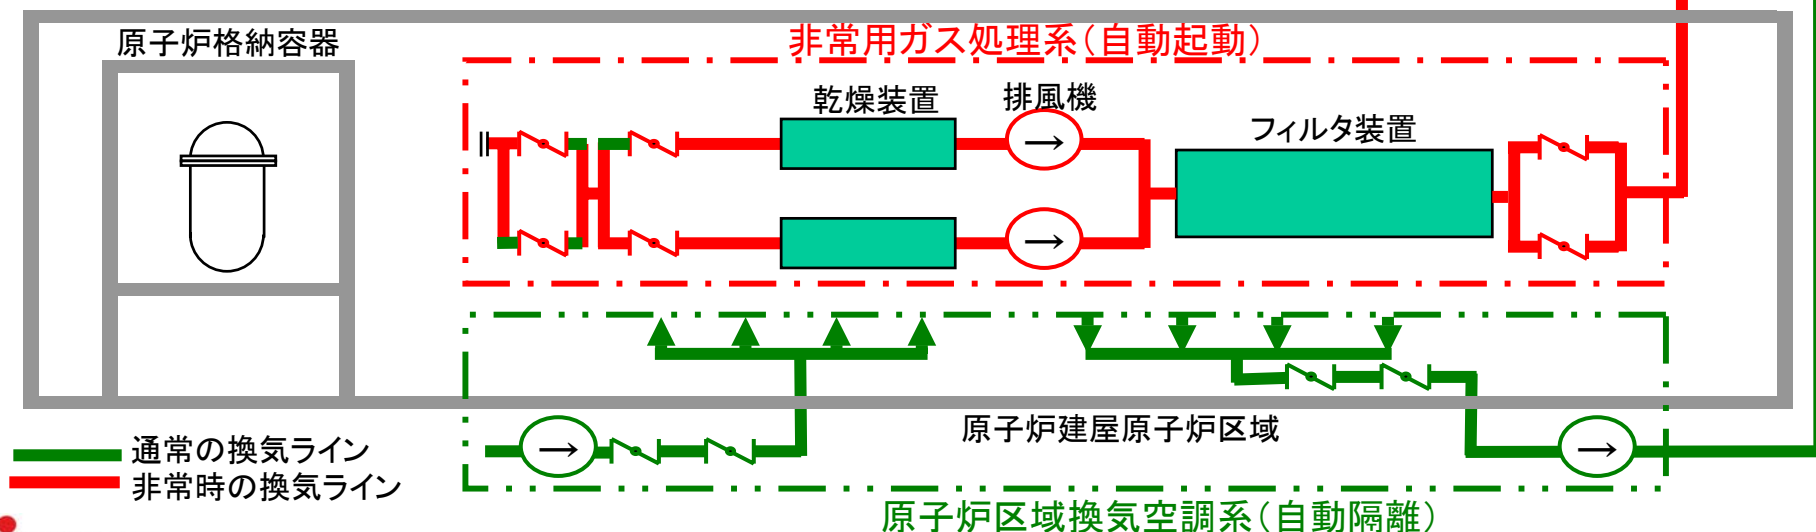 原子炉格納容器
非常用ガス処理系(自動起動)
乾燥装置
排風機
フィルタ装置
→
→
原子炉建屋原子炉区域
→
→
通常の換気ライン
非常時の換気ライン
原子炉区域換気空調系(自動隔離)